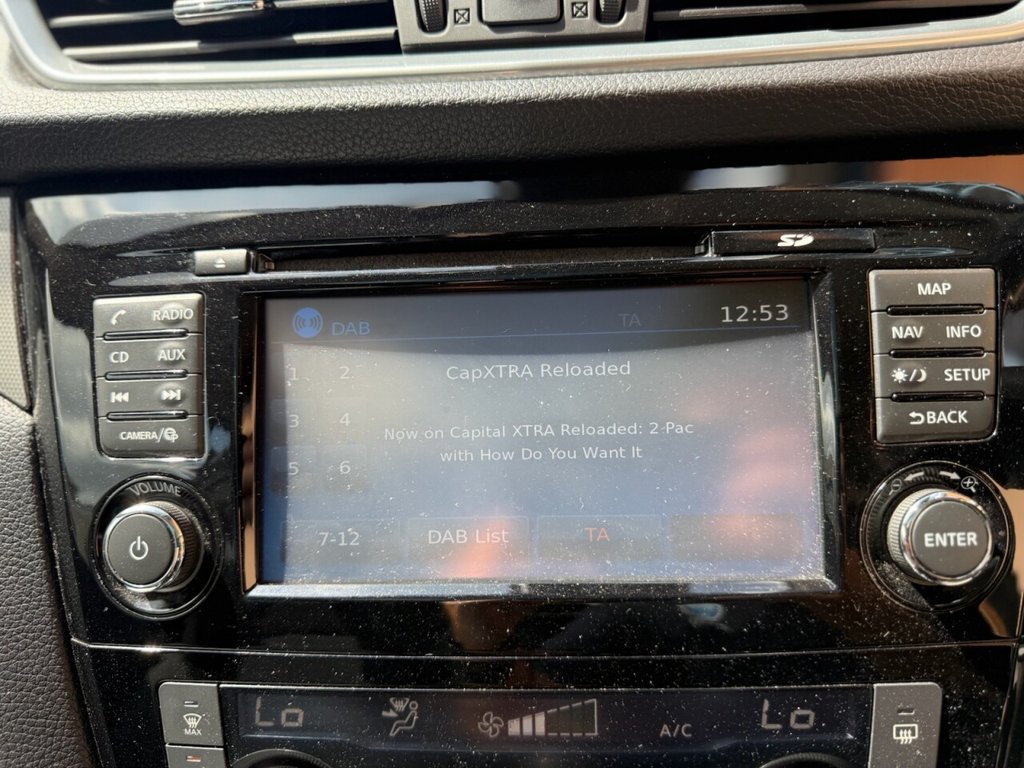 SD
RADIO
CD AUX
CAMERA/
VOLUME
DAB TA 12:53
1 2
CapXTRA Reloaded
3 4
Now on Capital XTRA Reloaded: 2 Pac
with How Do You Want It
5 6
7-12 DAB List TA
MAP
NAV INFO
SETUP
BACK
ENTER
MAX
Lo
A/C
Lo